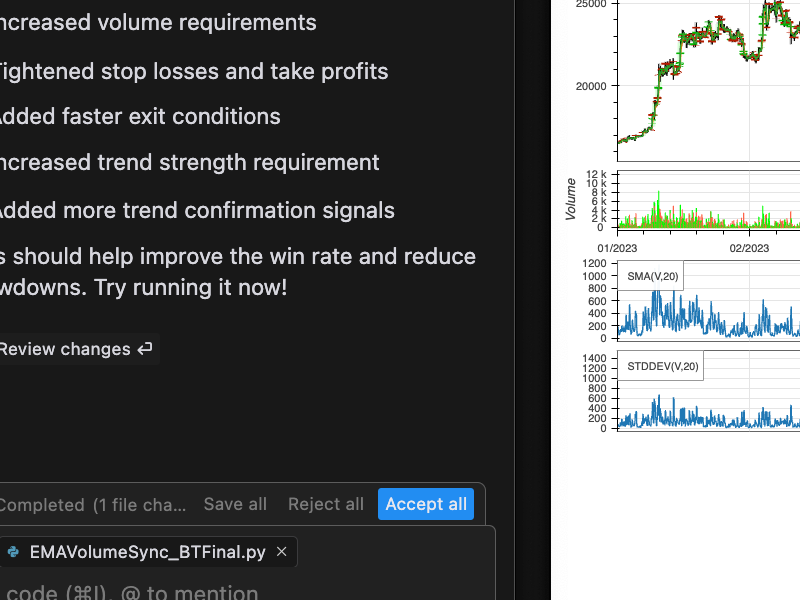 ncreased volume requirements
Tightened stop losses and take profits
Added faster exit conditions
ncreased trend strength requirement
Added more trend confirmation signals
s should help improve the win rate and reduce
wdowns. Try running it now!
Review changes ⏎
Completed (1 file cha... Save all Reject all Accept all
EMAVolumeSync_BTFinal.py ×
code (⌘I), @ to mention
25000
20000
Volume
12 k
10 k
8 k
6 k
4 k
2 k
0
01/2023 02/2023
SMA(V,20)
1200
1000
800
600
400
200
0
STDDEV(V,20)
1400
1200
1000
800
600
400
200
0